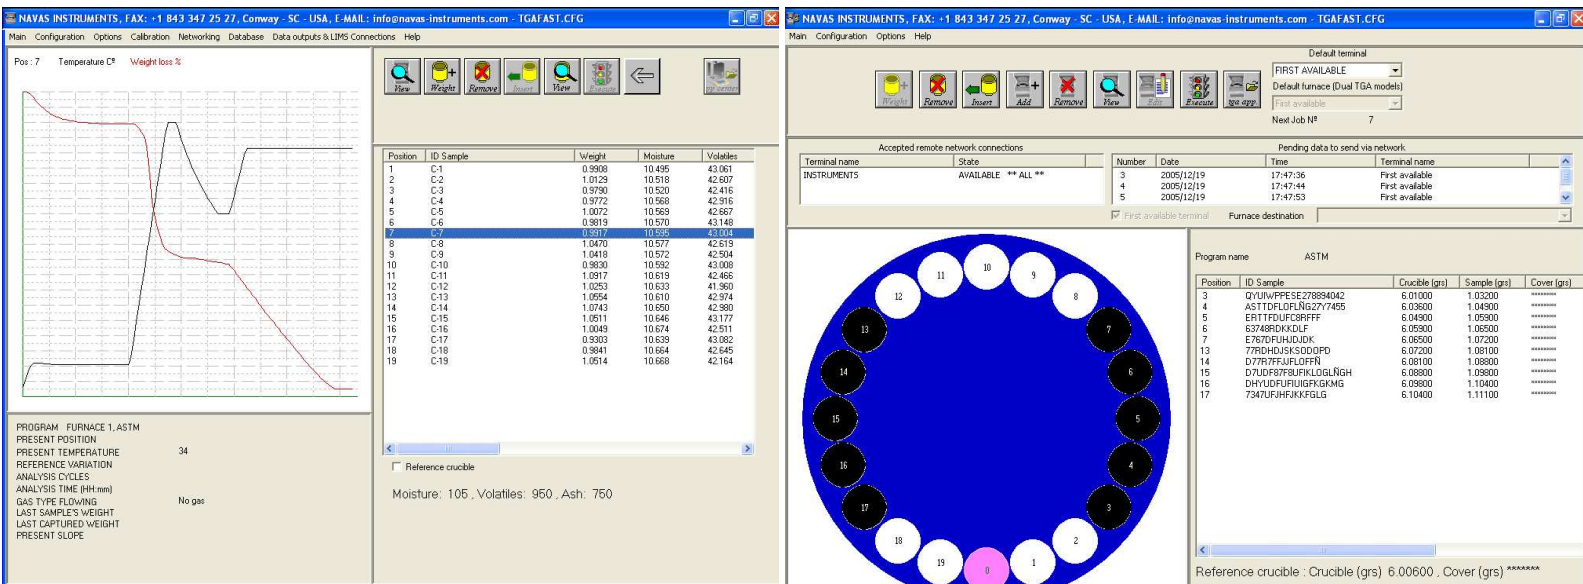 NAVAS INSTRUMENTS, FAX: +1 843 347 25 27, Conway - SC - USA, E-MAIL: info@navas-instruments.com - TGAFAST.CFG
Main Configuration Options Calibration Networking Database Data outputs & LIMS Connections Help
Pos : 7 Temperature Cº Weight loss %
View Weight Remove Insert View Execute
Position ID Sample Weight Moisture Volatiles
1 C-1 0.9908 10.495 43.061
2 C-2 1.0129 10.518 42.607
3 C-3 0.9790 10.520 42.416
4 C-4 0.9772 10.568 42.916
5 C-5 1.0072 10.569 42.667
6 C-6 0.9819 10.570 43.148
7 C-7 0.9917 10.595 43.004
8 C-8 1.0470 10.577 42.619
9 C-9 1.0418 10.572 42.504
10 C-10 0.9830 10.592 43.008
11 C-11 1.0917 10.619 42.466
12 C-12 1.0253 10.633 41.960
13 C-13 1.0554 10.610 42.974
14 C-14 1.0743 10.650 42.980
15 C-15 1.0511 10.646 43.177
16 C-16 1.0049 10.674 42.511
17 C-17 0.9303 10.639 43.082
18 C-18 0.9841 10.664 42.645
19 C-19 1.0514 10.668 42.164
Reference crucible
Moisture: 105 , Volatiles: 950 , Ash: 750
PROGRAM FURNACE 1, ASTM
PRESENT POSITION
PRESENT TEMPERATURE 34
REFERENCE VARIATION
ANALYSIS CYCLES
ANALYSIS TIME (HH:mm)
GAS TYPE FLOWING No gas
LAST SAMPLE'S WEIGHT
LAST CAPTURED WEIGHT
PRESENT SLOPE
NAVAS INSTRUMENTS, FAX: +1 843 347 25 27, Conway - SC - USA, E-MAIL: info@navas-instruments.com - TGAFAST.CFG
Main Configuration Options Help
Default terminal
FIRST AVAILABLE
Default furnace (Dual TGA models)
First available
Next Job Nº 7
Weight Remove Insert Add Remove View Edit Execute tga app.
Accepted remote network connections
Terminal name State
INSTRUMENTS AVAILABLE ** ALL **
Pending data to send via network
Number Date Time Terminal name
3 2005/12/19 17:47:36 First available
4 2005/12/19 17:47:44 First available
5 2005/12/19 17:47:53 First available
First available terminal Furnace destination
10
11 9
12 8
13 7
14 6
15 5
16 4
17 3
18 2
19 1
0
Program name ASTM
Position ID Sample Crucible (grs) Sample (grs) Cover (grs)
3 QYUIWPPESE278894042 6.01000 1.03200 ********
4 ASTTDFLOFLÑG27Y7455 6.03600 1.04900 ********
5 ERTTFDUFC8RFFF 6.04900 1.05900 ********
6 63748RDKKDLF 6.05900 1.06500 ********
7 E767DFUHJDJDK 6.06500 1.07200 ********
13 77RDHDJSKSODOPD 6.07200 1.08100 ********
14 D77R7FFJUFLOFFÑ 6.08100 1.08800 ********
15 D7UDF87F8UFIKLOGLÑGH 6.08800 1.09800 ********
16 DHYUDFUFIUIGFKGKMG 6.09800 1.10400 ********
17 7347UFJHFJKKFGLG 6.10400 1.11100 ********
Reference crucible : Crucible (grs) 6.00600 , Cover (grs) *******